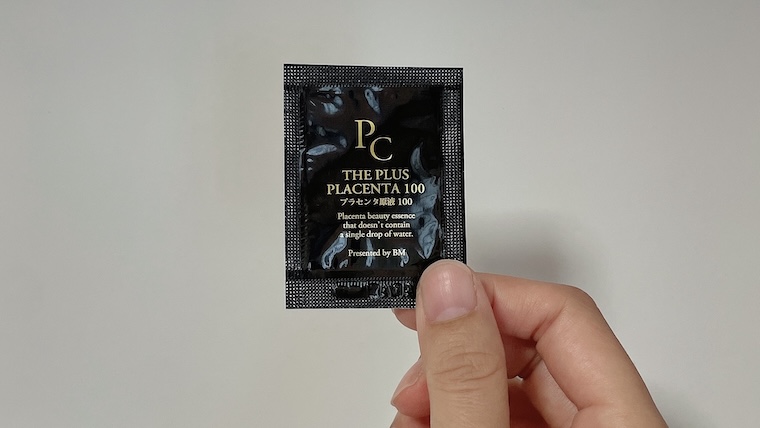 PC
THE PLUS
PLACENTA 100
プラセンタ原液 100
Placenta beauty essence
that doesn't contain
a single drop of water.
Presented by BM